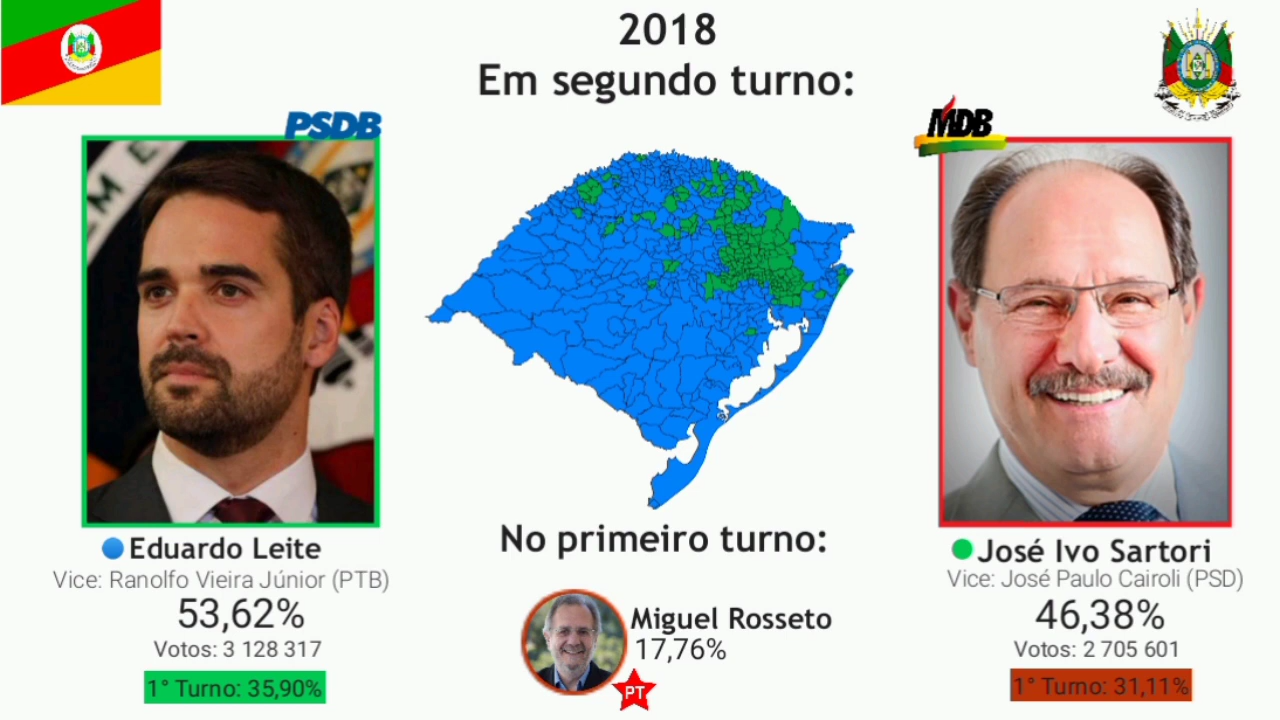 2018
Em segundo turno:
PSDB
MDB
M E
Eduardo Leite
Vice: Ranolfo Vieira Júnior (PTB)
53,62%
Votos: 3 128 317
1° Turno: 35,90%
No primeiro turno:
Miguel Rosseto
17,76%
PT
José Ivo Sartori
Vice: José Paulo Cairoli (PSD)
46,38%
Votos: 2 705 601
1° Turno: 31,11%